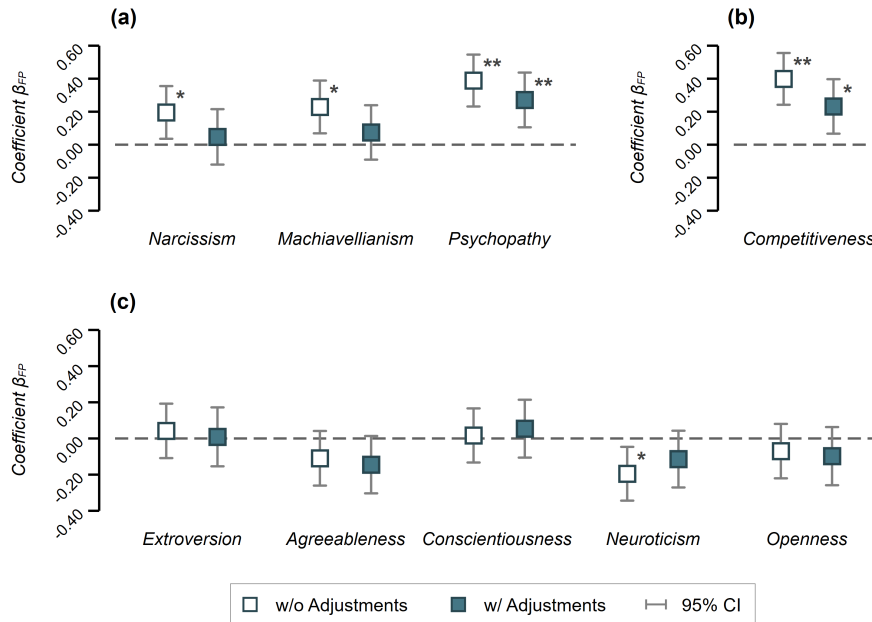 (a)
(b)
Coefficient βFP
0.60
0.40
0.20
0.00
-0.20
-0.40
*
*
**
**
Narcissism Machiavellianism Psychopathy
Coefficient βFP
0.60
0.40
0.20
0.00
-0.20
-0.40
**
*
Competitiveness
(c)
Coefficient βFP
0.60
0.40
0.20
0.00
-0.20
-0.40
*
Extroversion Agreeableness Conscientiousness Neuroticism Openness
w/o Adjustments w/ Adjustments 95% CI